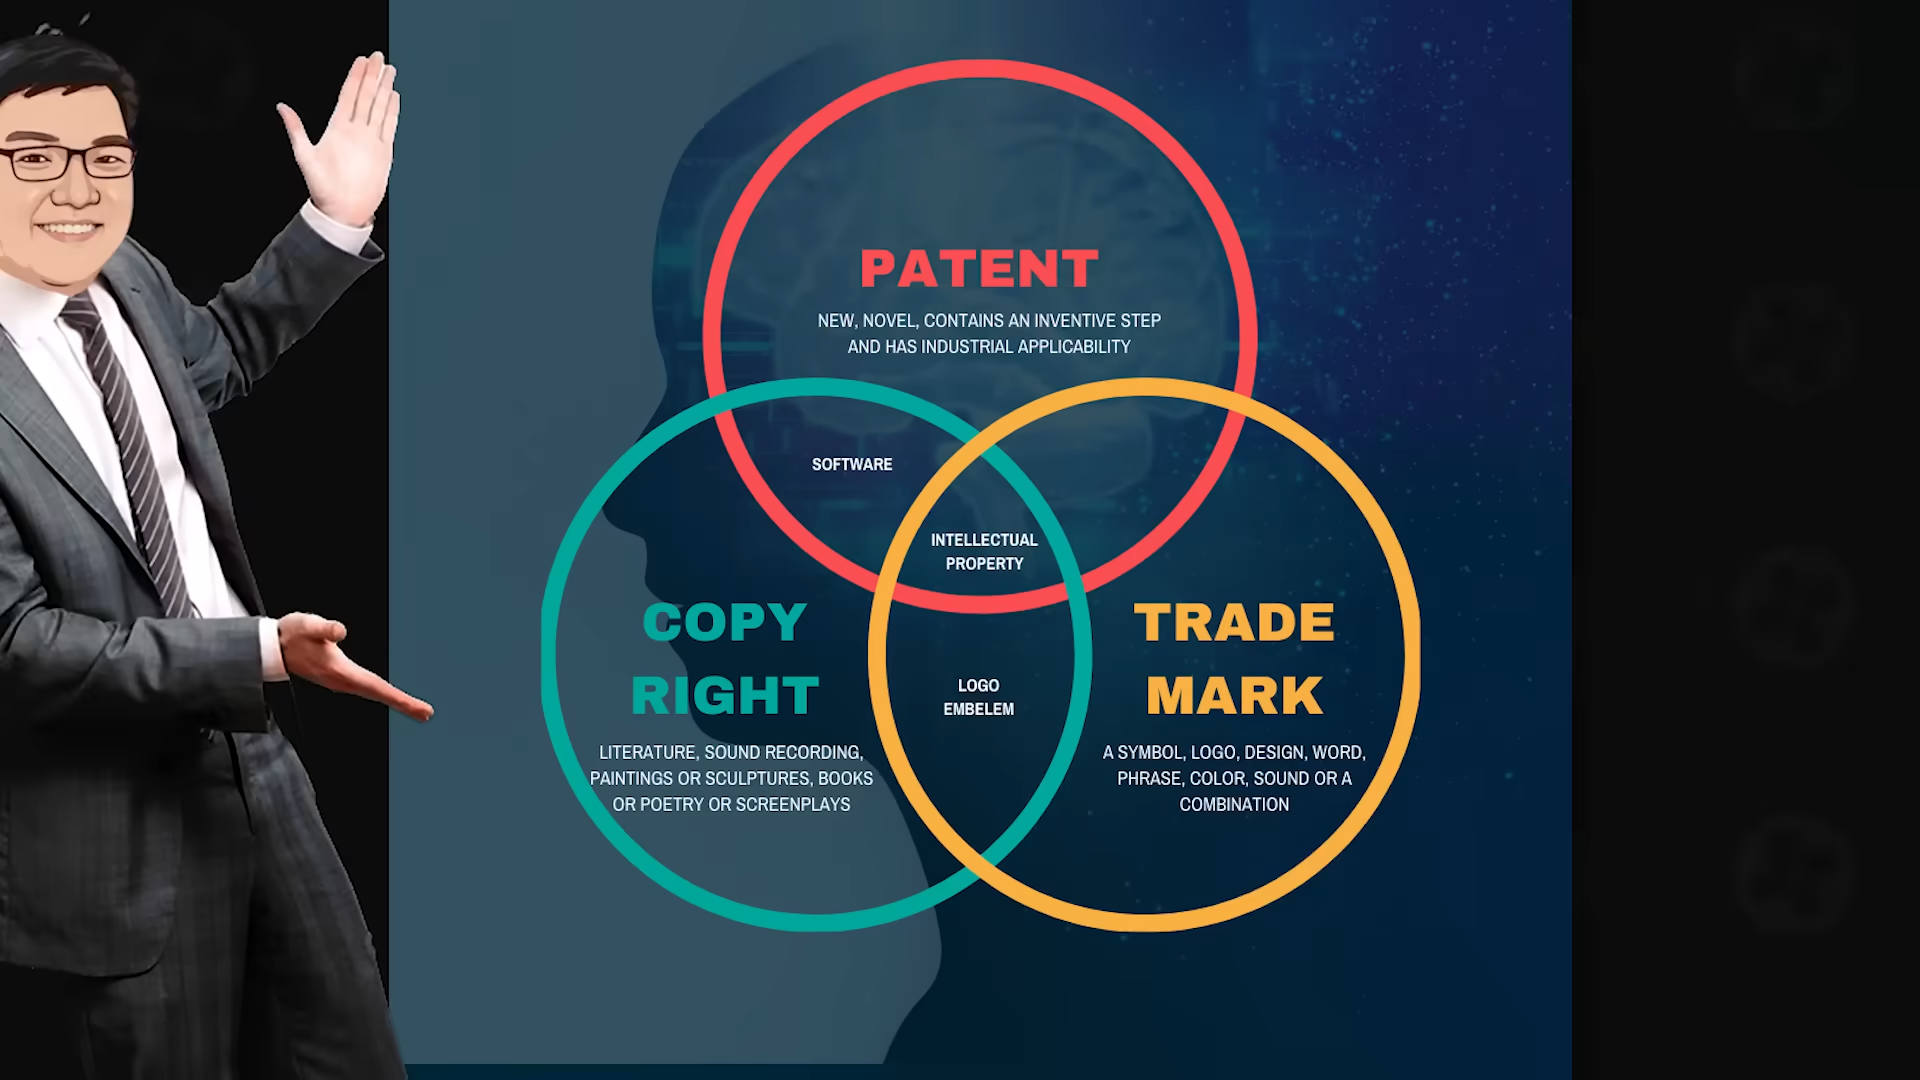 PATENT
NEW, NOVEL, CONTAINS AN INVENTIVE STEP
AND HAS INDUSTRIAL APPLICABILITY
SOFTWARE
INTELLECTUAL
PROPERTY
COPY
RIGHT
LITERATURE, SOUND RECORDING,
PAINTINGS OR SCULPTURES, BOOKS
OR POETRY OR SCREENPLAYS
LOGO
EMBELEM
TRADE
MARK
A SYMBOL, LOGO, DESIGN, WORD,
PHRASE, COLOR, SOUND OR A
COMBINATION